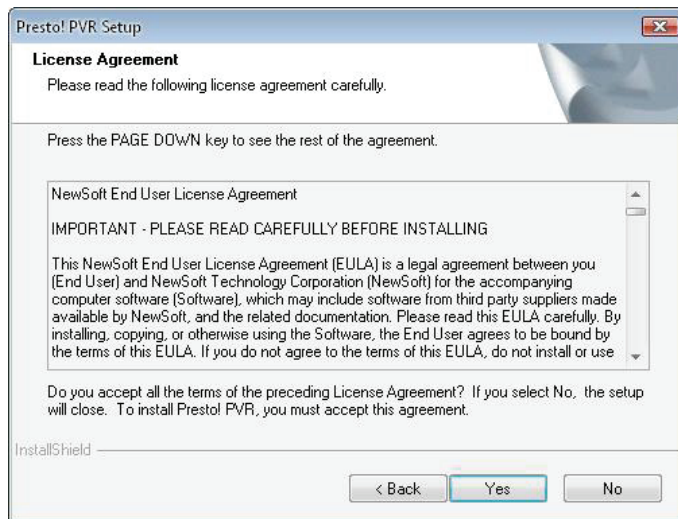 Presto! PVR Setup
License Agreement
Please read the following license agreement carefully.
Press the PAGE DOWN key to see the rest of the agreement.
NewSoft End User License Agreement
IMPORTANT - PLEASE READ CAREFULLY BEFORE INSTALLING
This NewSoft End User License Agreement (EULA) is a legal agreement between you
(End User) and NewSoft Technology Corporation (NewSoft) for the accompanying
computer software (Software), which may include software from third party suppliers made
available by NewSoft, and the related documentation. Please read this EULA carefully. By
installing, copying, or otherwise using the Software, the End User agrees to be bound by
the terms of this EULA. If you do not agree to the terms of this EULA, do not install or use
Do you accept all the terms of the preceding License Agreement? If you select No, the setup
will close. To install Presto! PVR, you must accept this agreement.
InstallShield
< Back Yes No